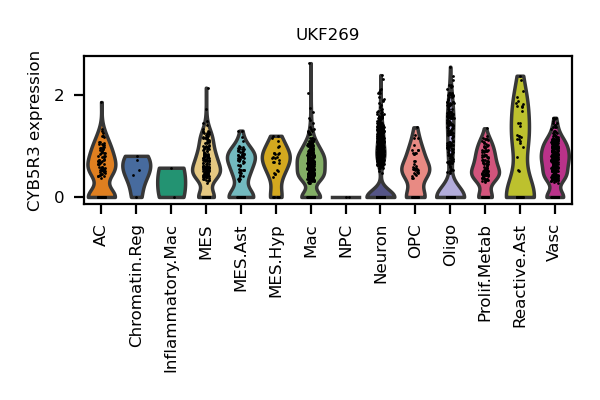 UKF269
CYB5R3 expression
2
0
AC
Chromatin.Reg
Inflammatory.Mac
MES
MES.Ast
MES.Hyp
Mac
NPC
Neuron
OPC
Oligo
Prolif.Metab
Reactive.Ast
Vasc